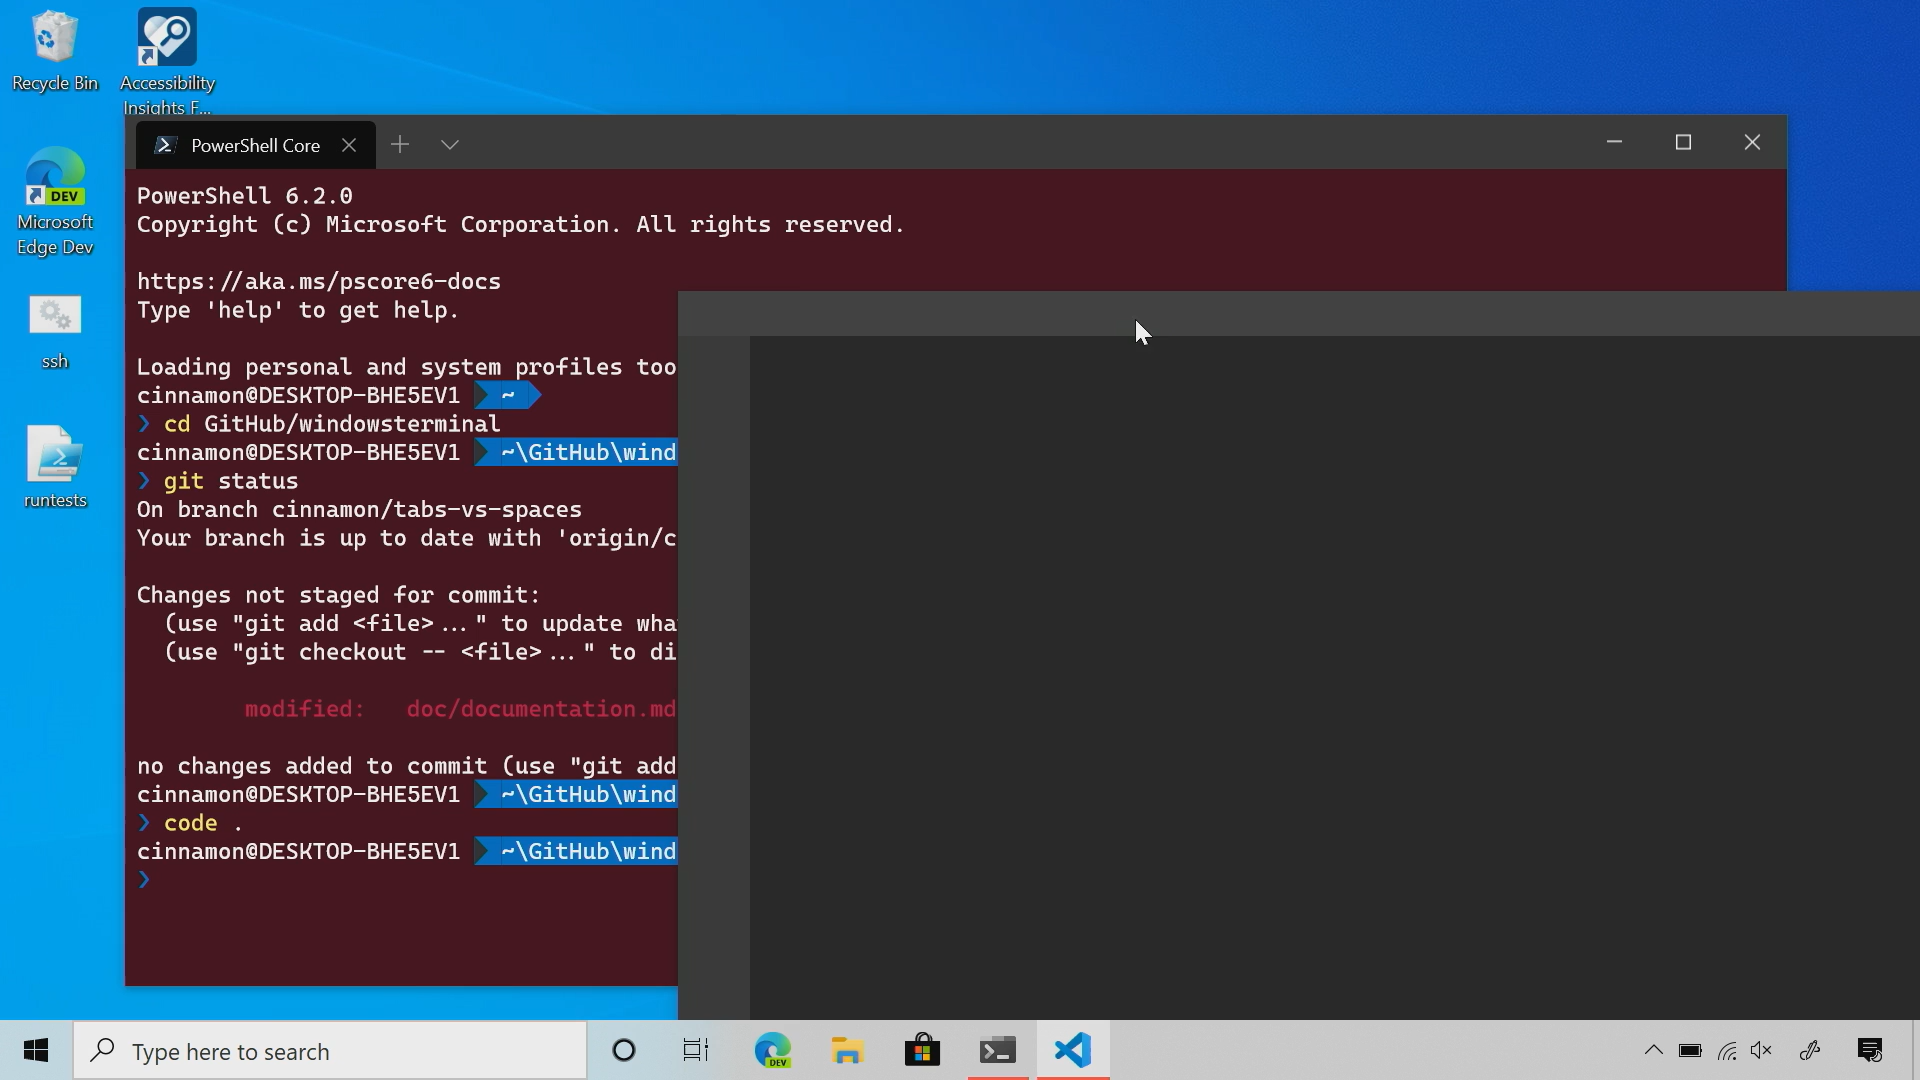 Recycle Bin
Accessibility
Insights F...
Microsoft
Edge Dev
DEV
ssh
runtests
PowerShell Core
PowerShell 6.2.0
Copyright (c) Microsoft Corporation. All rights reserved.
https://aka.ms/pscore6-docs
Type 'help' to get help.
Loading personal and system profiles too
cinnamon@DESKTOP-BHE5EV1 ~
❯ cd GitHub/windowsterminal
cinnamon@DESKTOP-BHE5EV1 ~\GitHub\wind
❯ git status
On branch cinnamon/tabs-vs-spaces
Your branch is up to date with 'origin/c
Changes not staged for commit:
(use "git add <file>..." to update wha
(use "git checkout -- <file>..." to di
modified: doc/documentation.md
no changes added to commit (use "git add
cinnamon@DESKTOP-BHE5EV1 ~\GitHub\wind
❯ code .
cinnamon@DESKTOP-BHE5EV1 ~\GitHub\wind
❯
Type here to search
DEV